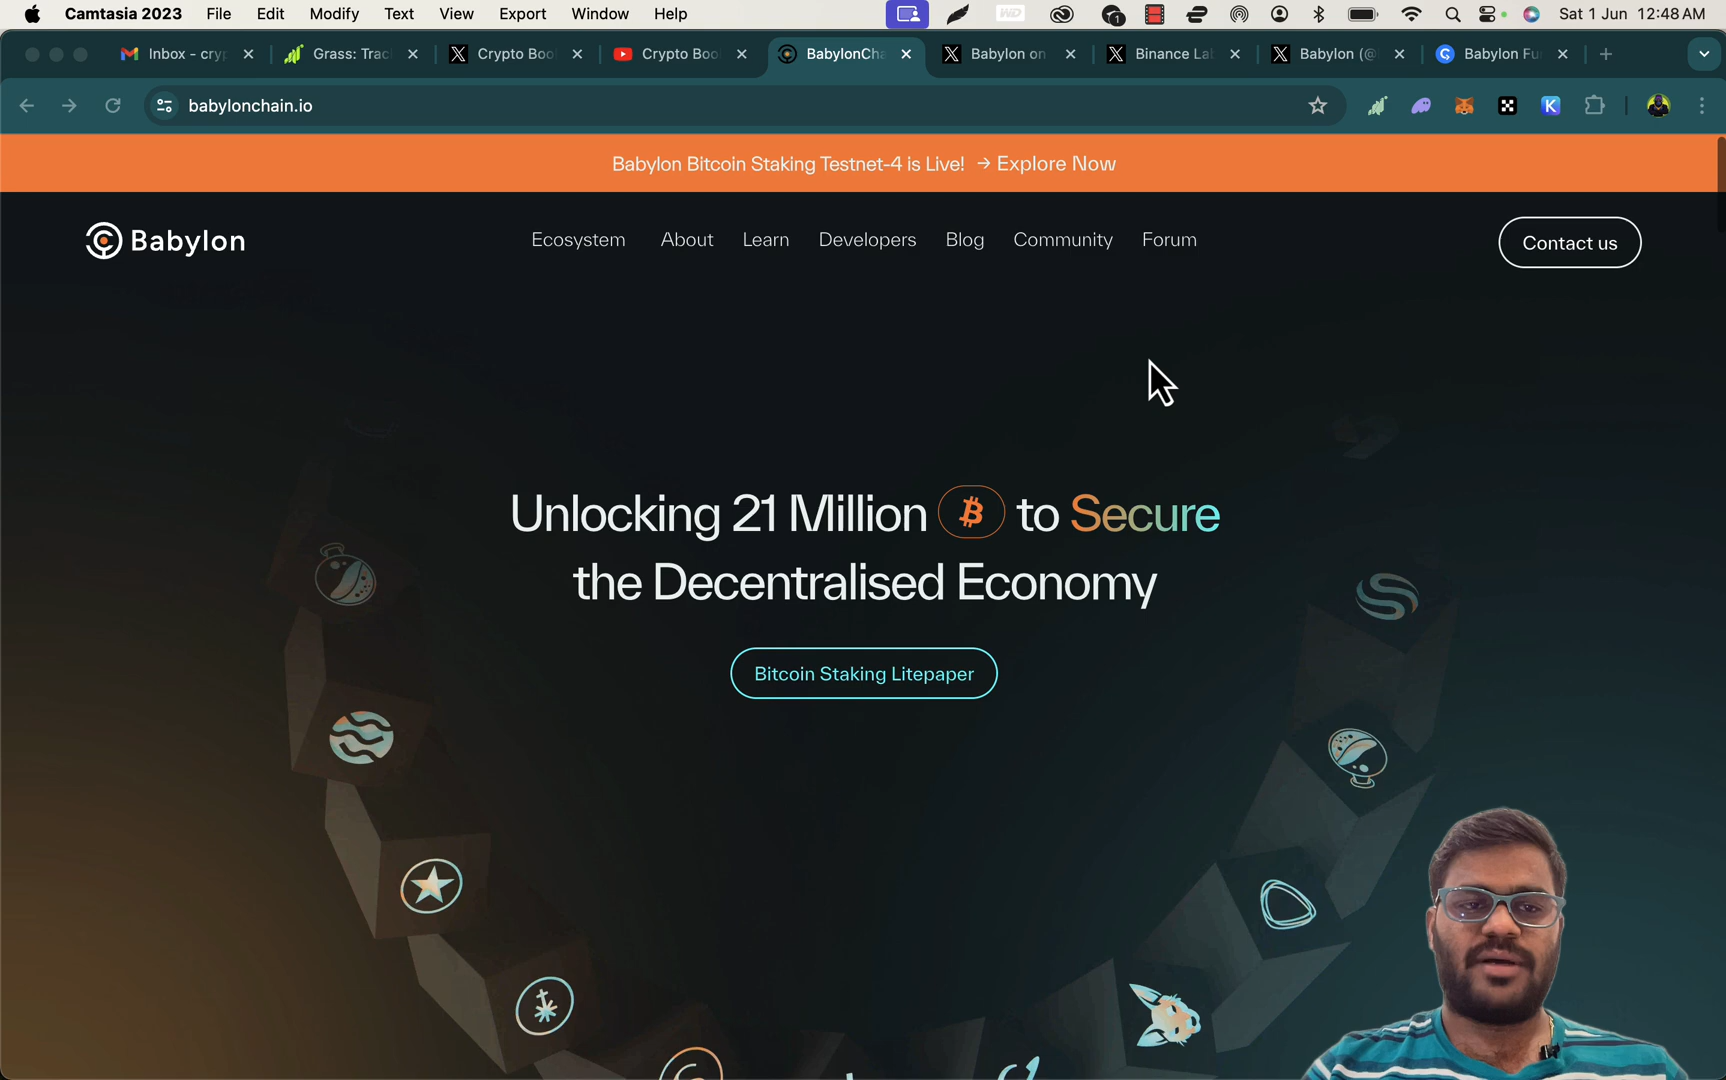 Camtasia 2023 File Edit Modify Text View Export Window Help Sat 1 Jun 12:48 AM
Inbox - cry Grass: Trac Crypto Boo Crypto Boo BabylonCha Babylon on Binance La Babylon (@ Babylon Fu
babylonchain.io
Babylon Bitcoin Staking Testnet-4 is Live! → Explore Now
Babylon
Ecosystem About Learn Developers Blog Community Forum
Contact us
Unlocking 21 Million ₿ to Secure
the Decentralised Economy
Bitcoin Staking Litepaper